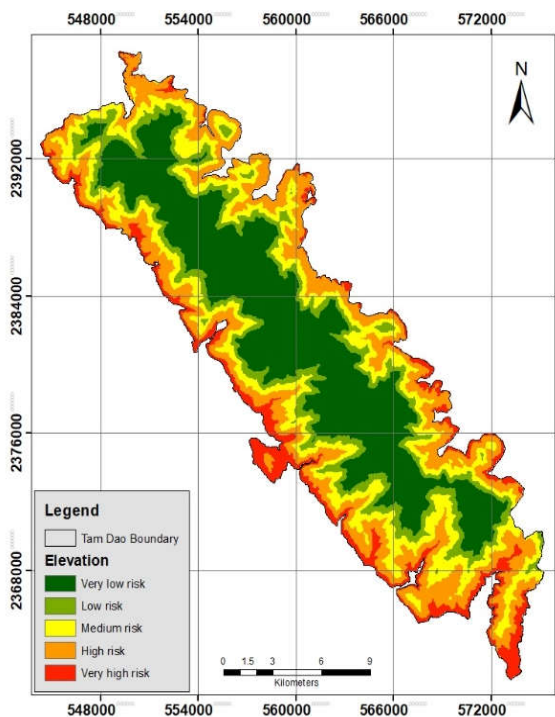 548000 554000 560000 566000 572000
N
2392000
2384000
2376000
2368000
Legend
Tam Dao Boundary
Elevation
Very low risk
Low risk
Medium risk
High risk
Very high risk
0 1.5 3 6 9
Kilometers
548000 554000 560000 566000 572000